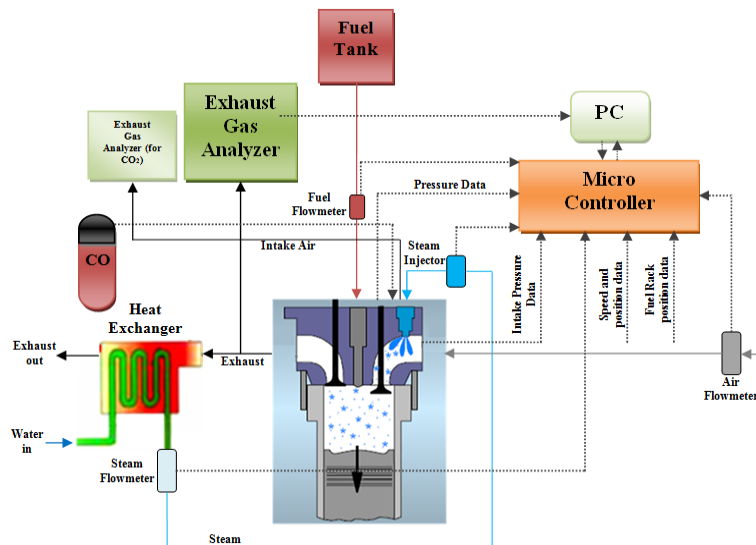 Fuel
Tank
Exhaust
Gas
Analyzer
Exhaust
Gas
Analyzer (for
CO₂)
PC
Micro
Controller
Fuel
Flowmeter
Pressure Data
Intake Air
Steam
Injector
CO
Intake Pressure
Data
Speed and
position data
Fuel Rack
position data
Heat
Exchanger
Exhaust
out
Exhaust
Air
Flowmeter
Water
in
Steam
Flowmeter
Steam